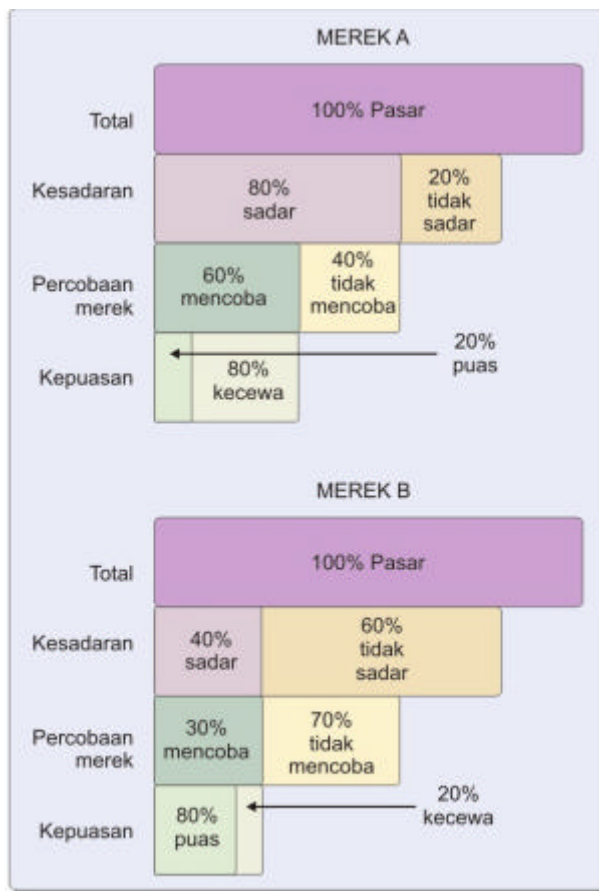 MEREK A
Total
100% Pasar
Kesadaran
80%
sadar
20%
tidak
sadar
Percobaan
merek
60%
mencoba
40%
tidak
mencoba
Kepuasan
80%
kecewa
20%
puas
MEREK B
Total
100% Pasar
Kesadaran
40%
sadar
60%
tidak
sadar
Percobaan
merek
30%
mencoba
70%
tidak
mencoba
Kepuasan
80%
puas
20%
kecewa